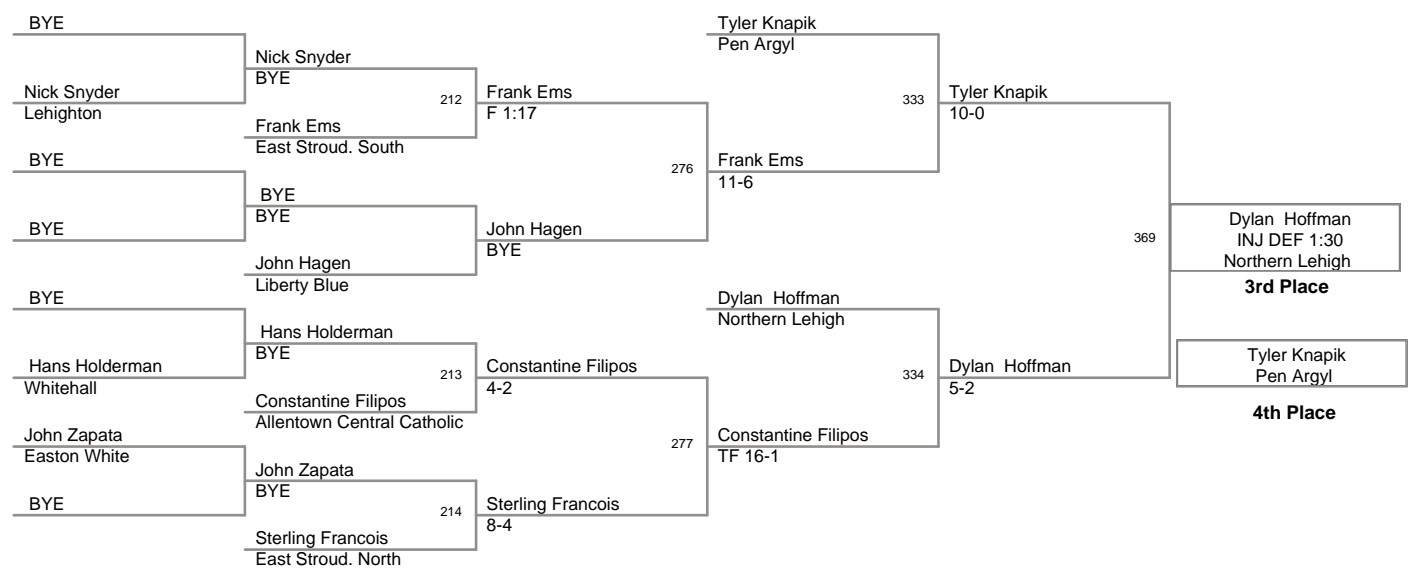 BYE
Nick Snyder
Lehighton
BYE
BYE
BYE
Hans Holderman
Whitehall
John Zapata
Easton White
BYE
Nick Snyder
BYE
212
Frank Ems
East Stroud. South
BYE
BYE
John Hagen
Liberty Blue
Hans Holderman
BYE
213
Constantine Filipos
Allentown Central Catholic
John Zapata
BYE
214
Sterling Francois
East Stroud. North
Frank Ems
F 1:17
276
John Hagen
BYE
Constantine Filipos
4-2
277
Sterling Francois
8-4
Tyler Knapik
Pen Argyl
333
Frank Ems
11-6
Dylan Hoffman
Northern Lehigh
334
Constantine Filipos
TF 16-1
Tyler Knapik
10-0
369
Dylan Hoffman
5-2
Dylan Hoffman
INJ DEF 1:30
Northern Lehigh
3rd Place
Tyler Knapik
Pen Argyl
4th Place